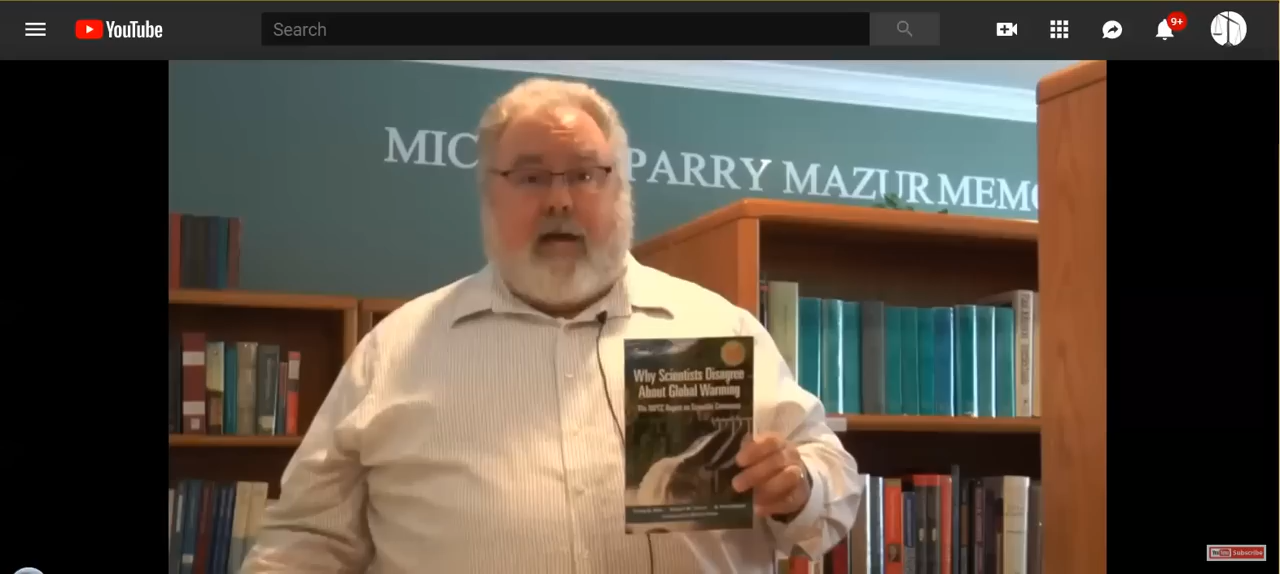 YouTube
Search
9+
MIC PARRY MAZUR MEMO
Why Scientists Disagree
About Global Warming
The NIPCC Report on Scientific Consensus
YouTube Subscribe